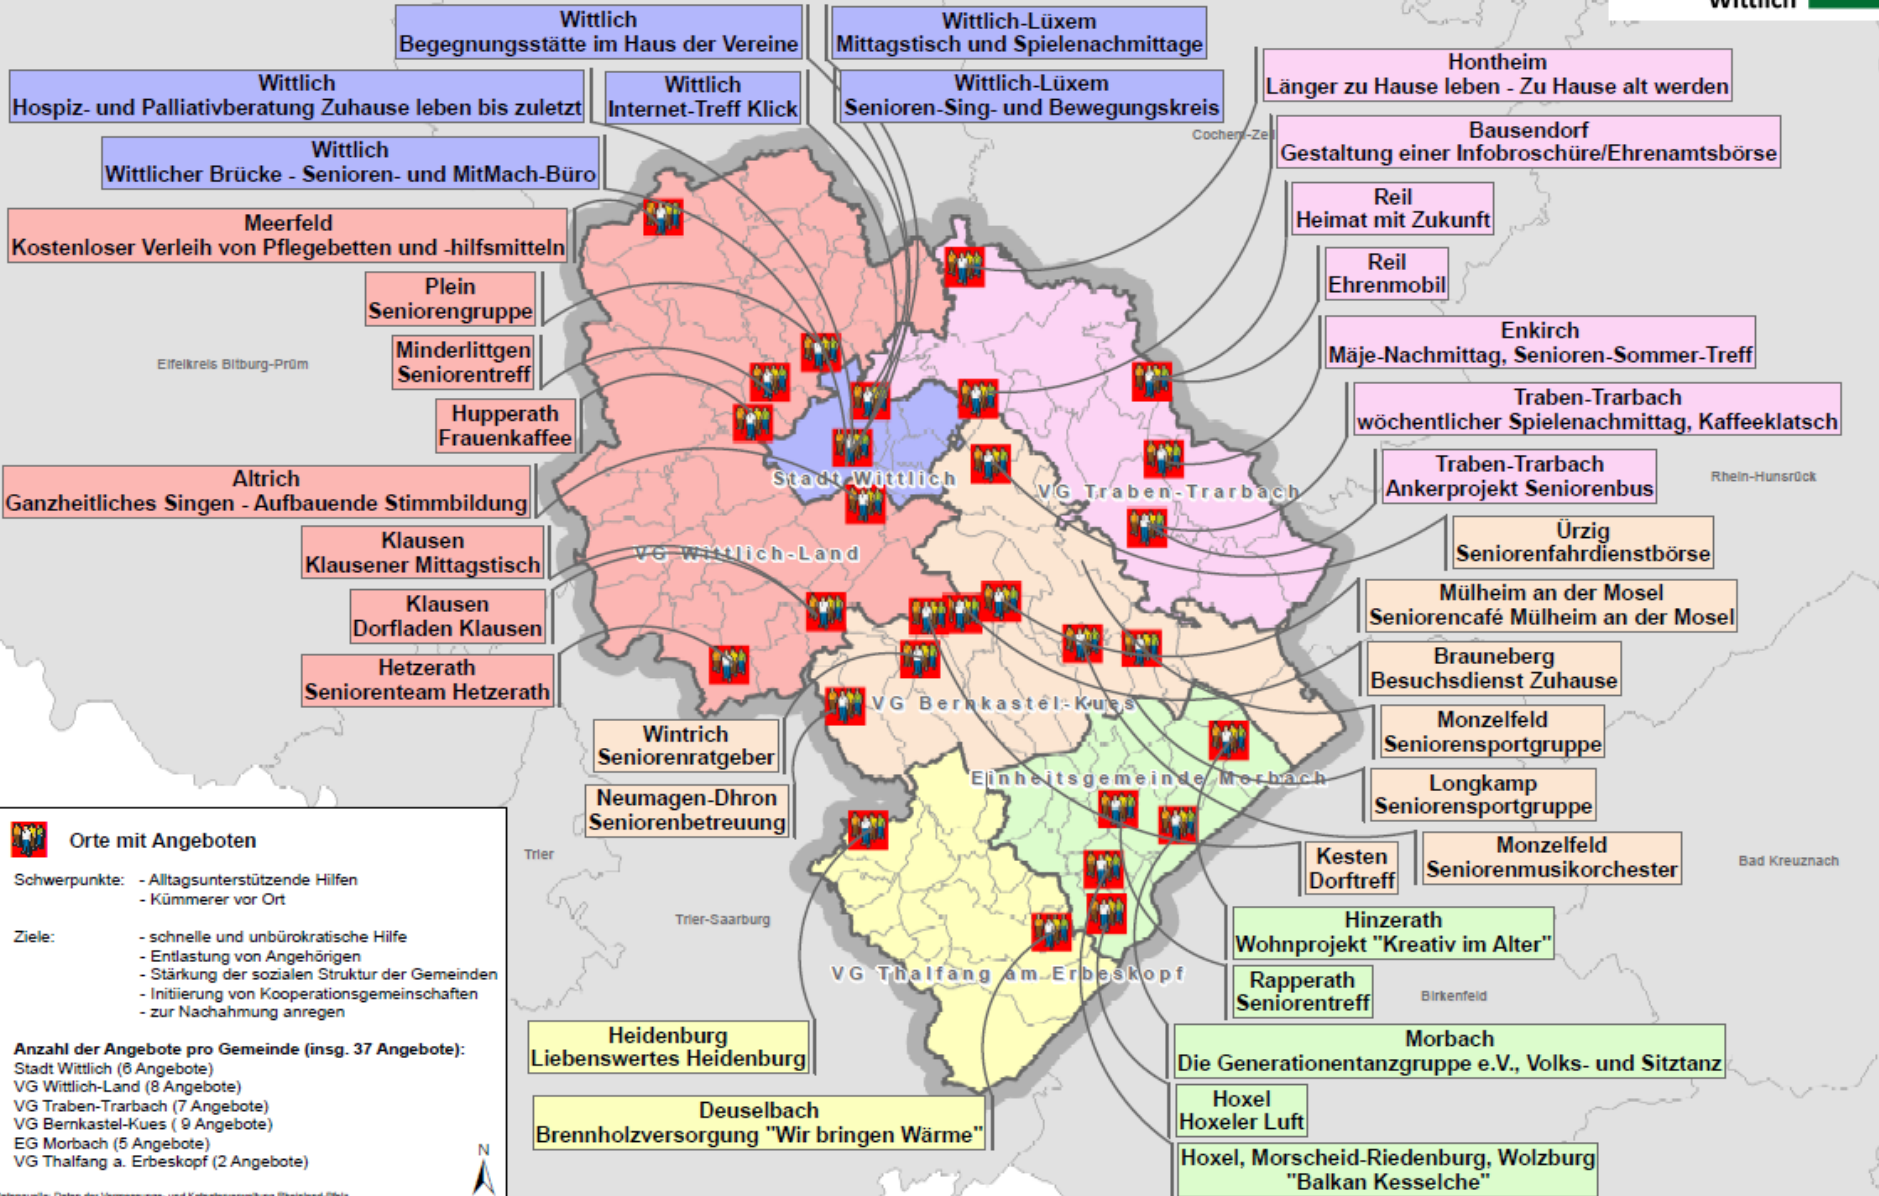 Wittlich
Wittlich
Begegnungsstätte im Haus der Vereine
Wittlich-Lüxem
Mittagstisch und Spielenachmittage
Wittlich
Hospiz- und Palliativberatung Zuhause leben bis zuletzt
Wittlich
Internet-Treff Klick
Wittlich-Lüxem
Senioren-Sing- und Bewegungskreis
Wittlich
Wittlicher Brücke - Senioren- und MitMach-Büro
Meerfeld
Kostenloser Verleih von Pflegebetten und -hilfsmitteln
Plein
Seniorengruppe
Minderlittgen
Seniorentreff
Hupperath
Frauenkaffee
Altrich
Ganzheitliches Singen - Aufbauende Stimmbildung
Klausen
Klausener Mittagstisch
Klausen
Dorfladen Klausen
Hetzerath
Seniorenteam Hetzerath
Wintrich
Seniorenratgeber
Neumagen-Dhron
Seniorenbetreuung
Hontheim
Länger zu Hause leben - Zu Hause alt werden
Bausendorf
Gestaltung einer Infobroschüre/Ehrenamtsbörse
Reil
Heimat mit Zukunft
Reil
Ehrenmobil
Enkirch
Mäje-Nachmittag, Senioren-Sommer-Treff
Traben-Trarbach
wöchentlicher Spielenachmittag, Kaffeeklatsch
Traben-Trarbach
Ankerprojekt Seniorenbus
Ürzig
Seniorenfahrdienstbörse
Mülheim an der Mosel
Seniorencafé Mülheim an der Mosel
Brauneberg
Besuchsdienst Zuhause
Monzelfeld
Seniorensportgruppe
Longkamp
Seniorensportgruppe
Monzelfeld
Seniorenmusikorchester
Kesten
Dorftreff
Hinzerath
Wohnprojekt "Kreativ im Alter"
Rapperath
Seniorentreff
Morbach
Die Generationentanzgruppe e.V., Volks- und Sitztanz
Hoxel
Hoxeler Luft
Hoxel, Morscheid-Riedenburg, Wolzburg
"Balkan Kesselche"
Heidenburg
Liebenswertes Heidenburg
Deuselbach
Brennholzversorgung "Wir bringen Wärme"
Cochem-Zell
Eifelkreis Bitburg-Prüm
Rhein-Hunsrück
Trier
Trier-Saarburg
Bad Kreuznach
Birkenfeld
Stadt Wittlich
VG Traben-Trarbach
VG Wittlich-Land
VG Bernkastel-Kues
Einheitsgemeinde Morbach
VG Thalfang am Erbeskopf
Orte mit Angeboten
Schwerpunkte: - Alltagsunterstützende Hilfen
- Kümmerer vor Ort
Ziele: - schnelle und unbürokratische Hilfe
- Entlastung von Angehörigen
- Stärkung der sozialen Struktur der Gemeinden
- Initiierung von Kooperationsgemeinschaften
- zur Nachahmung anregen
Anzahl der Angebote pro Gemeinde (insg. 37 Angebote):
Stadt Wittlich (6 Angebote)
VG Wittlich-Land (8 Angebote)
VG Traben-Trarbach (7 Angebote)
VG Bernkastel-Kues ( 9 Angebote)
EG Morbach (5 Angebote)
VG Thalfang a. Erbeskopf (2 Angebote)
N